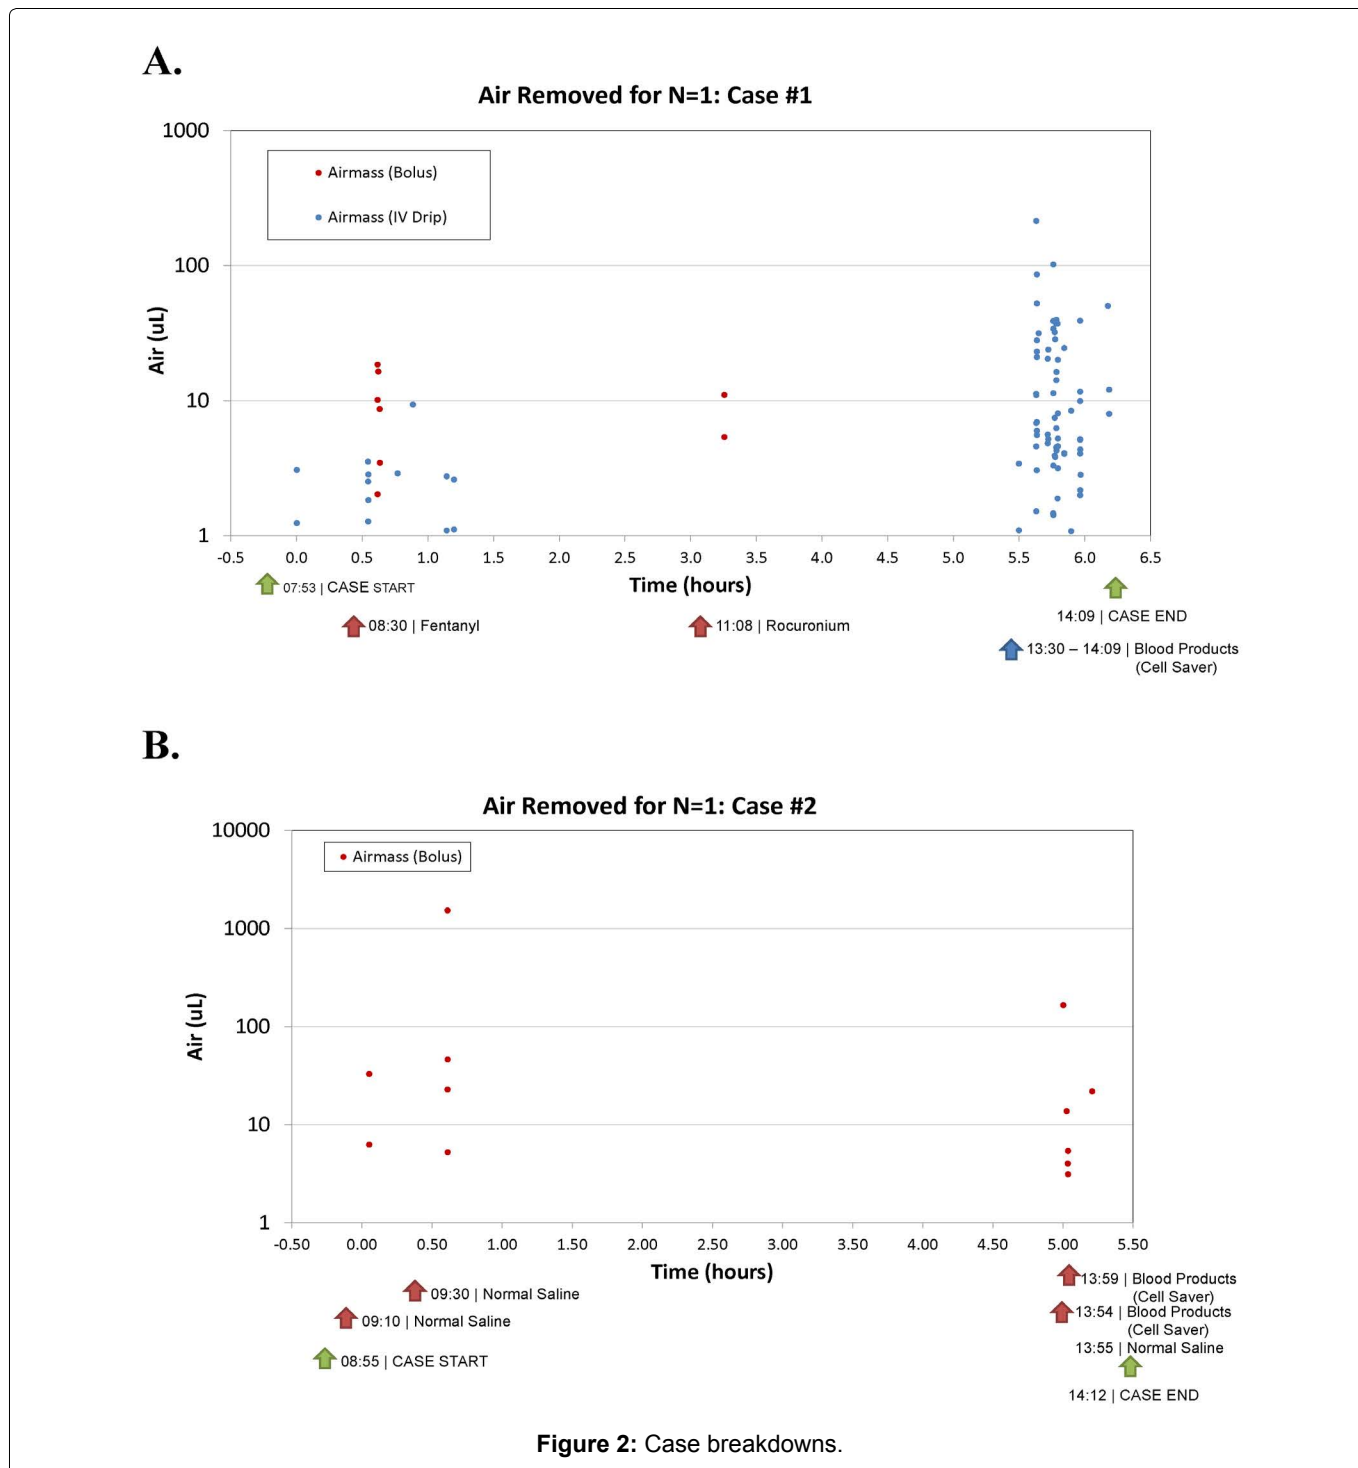 A.
Air Removed for N=1: Case #1
1000
100
10
1
Air (uL)
Airmass (Bolus)
Airmass (IV Drip)
-0.5 0.0 0.5 1.0 1.5 2.0 2.5 3.0 3.5 4.0 4.5 5.0 5.5 6.0 6.5
Time (hours)
07:53 | CASE START
08:30 | Fentanyl
11:08 | Rocuronium
14:09 | CASE END
13:30 – 14:09 | Blood Products
(Cell Saver)
B.
Air Removed for N=1: Case #2
10000
1000
100
10
1
Air (uL)
Airmass (Bolus)
-0.50 0.00 0.50 1.00 1.50 2.00 2.50 3.00 3.50 4.00 4.50 5.00 5.50
Time (hours)
09:30 | Normal Saline
09:10 | Normal Saline
08:55 | CASE START
13:59 | Blood Products
(Cell Saver)
13:54 | Blood Products
(Cell Saver)
13:55 | Normal Saline
14:12 | CASE END
Figure 2: Case breakdowns.